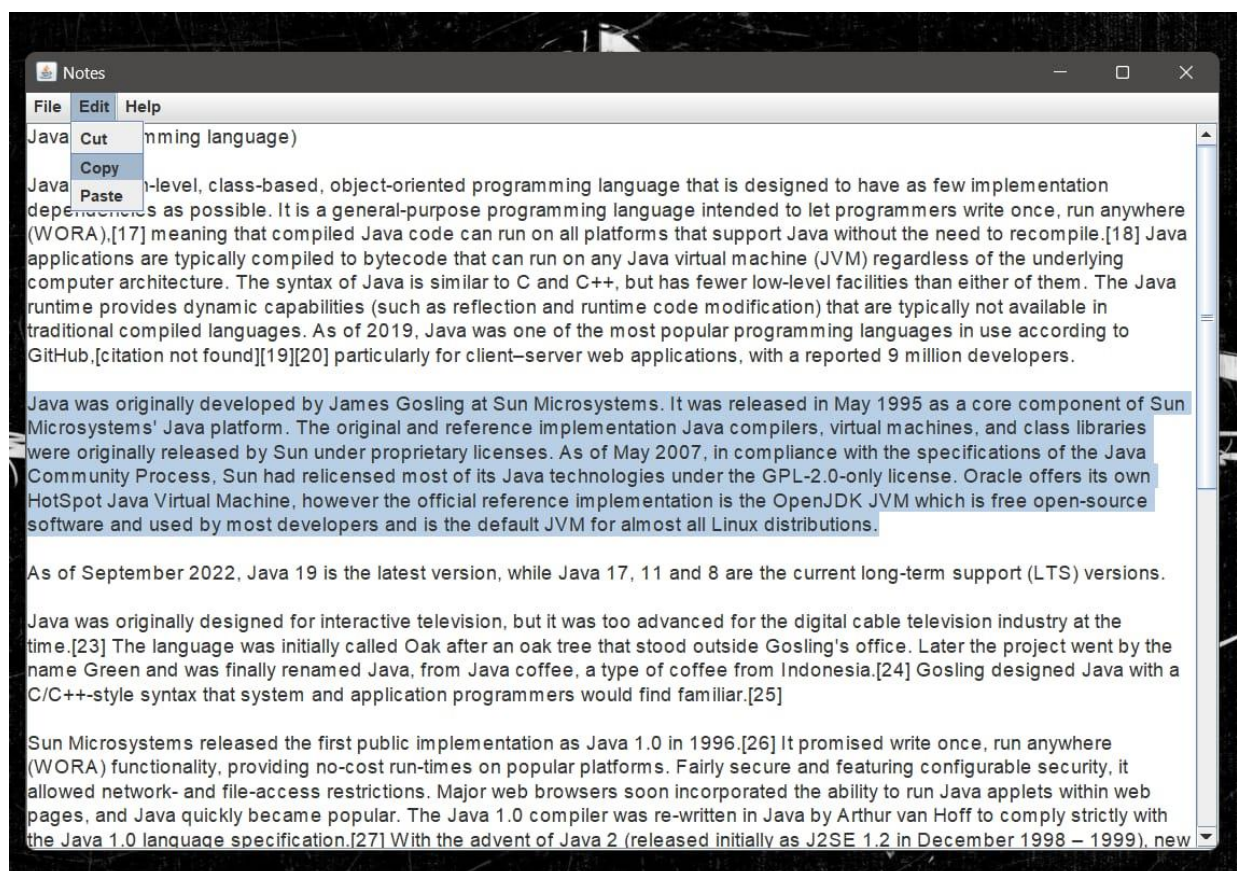 Notes
File Edit Help
Cut
Copy
Paste
Java mming language)
Java -level, class-based, object-oriented programming language that is designed to have as few implementation
dependencies as possible. It is a general-purpose programming language intended to let programmers write once, run anywhere
(WORA),[17] meaning that compiled Java code can run on all platforms that support Java without the need to recompile.[18] Java
applications are typically compiled to bytecode that can run on any Java virtual machine (JVM) regardless of the underlying
computer architecture. The syntax of Java is similar to C and C++, but has fewer low-level facilities than either of them. The Java
runtime provides dynamic capabilities (such as reflection and runtime code modification) that are typically not available in
traditional compiled languages. As of 2019, Java was one of the most popular programming languages in use according to
GitHub,[citation not found][19][20] particularly for client–server web applications, with a reported 9 million developers.
Java was originally developed by James Gosling at Sun Microsystems. It was released in May 1995 as a core component of Sun
Microsystems' Java platform. The original and reference implementation Java compilers, virtual machines, and class libraries
were originally released by Sun under proprietary licenses. As of May 2007, in compliance with the specifications of the Java
Community Process, Sun had relicensed most of its Java technologies under the GPL-2.0-only license. Oracle offers its own
HotSpot Java Virtual Machine, however the official reference implementation is the OpenJDK JVM which is free open-source
software and used by most developers and is the default JVM for almost all Linux distributions.
As of September 2022, Java 19 is the latest version, while Java 17, 11 and 8 are the current long-term support (LTS) versions.
Java was originally designed for interactive television, but it was too advanced for the digital cable television industry at the
time.[23] The language was initially called Oak after an oak tree that stood outside Gosling's office. Later the project went by the
name Green and was finally renamed Java, from Java coffee, a type of coffee from Indonesia.[24] Gosling designed Java with a
C/C++-style syntax that system and application programmers would find familiar.[25]
Sun Microsystems released the first public implementation as Java 1.0 in 1996.[26] It promised write once, run anywhere
(WORA) functionality, providing no-cost run-times on popular platforms. Fairly secure and featuring configurable security, it
allowed network- and file-access restrictions. Major web browsers soon incorporated the ability to run Java applets within web
pages, and Java quickly became popular. The Java 1.0 compiler was re-written in Java by Arthur van Hoff to comply strictly with
the Java 1.0 language specification.[27] With the advent of Java 2 (released initially as J2SE 1.2 in December 1998 – 1999), new